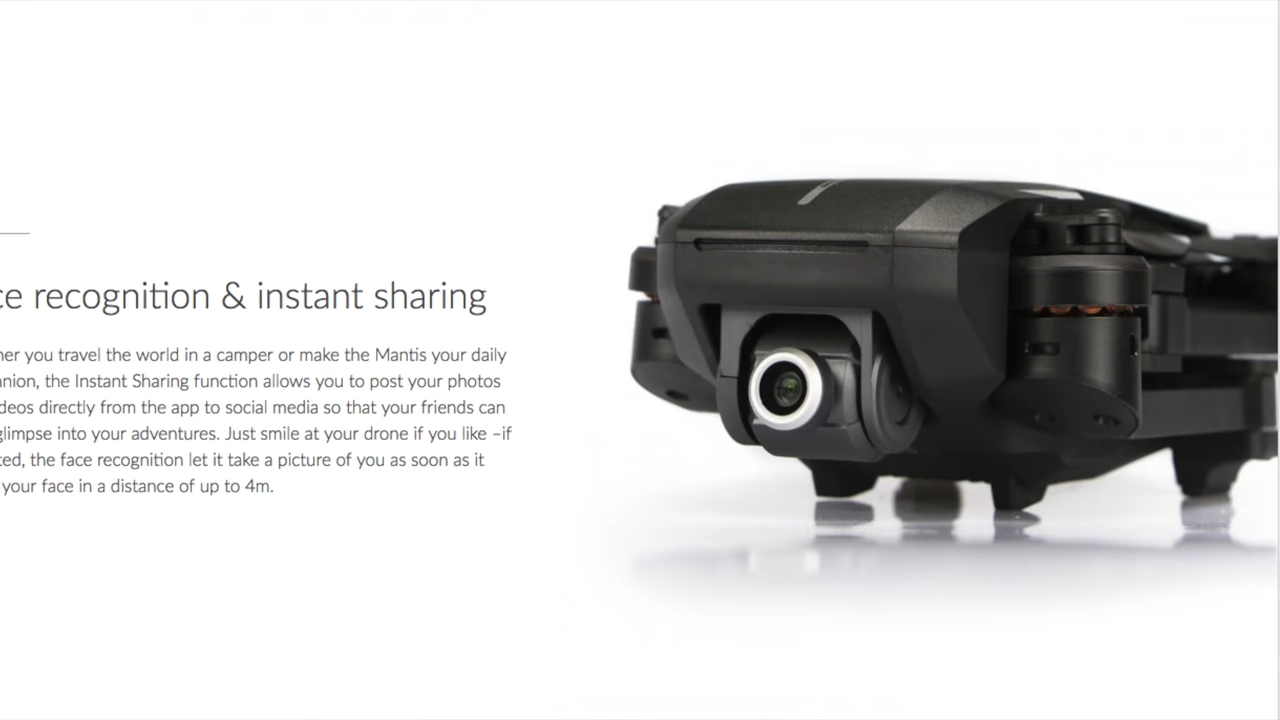 ce recognition & instant sharing
her you travel the world in a camper or make the Mantis your daily
anion, the Instant Sharing function allows you to post your photos
deos directly from the app to social media so that your friends can
glimpse into your adventures. Just smile at your drone if you like –if
ted, the face recognition let it take a picture of you as soon as it
your face in a distance of up to 4m.